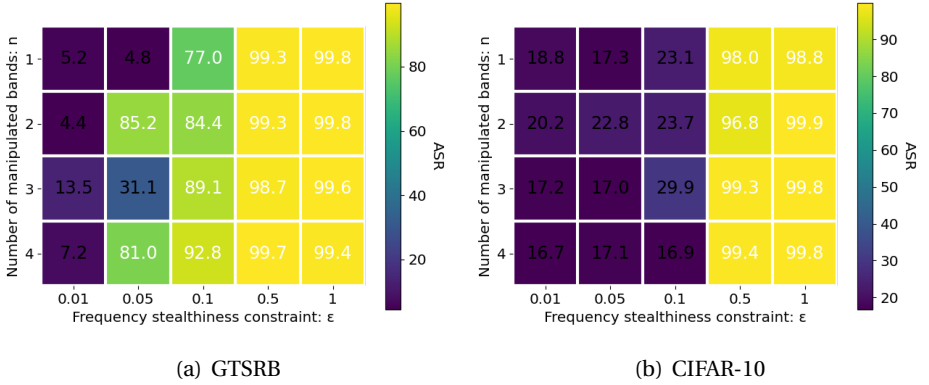 1 5.2 4.8 77.0 99.3 99.8
2 4.4 85.2 84.4 99.3 99.8
3 13.5 31.1 89.1 98.7 99.6
4 7.2 81.0 92.8 99.7 99.4
0.01 0.05 0.1 0.5 1
Frequency stealthiness constraint: ε
Number of manipulated bands: n
80
60
40
20
ASR
(a) GTSRB
1 18.8 17.3 23.1 98.0 98.8
2 20.2 22.8 23.7 96.8 99.9
3 17.2 17.0 29.9 99.3 99.8
4 16.7 17.1 16.9 99.4 99.8
0.01 0.05 0.1 0.5 1
Frequency stealthiness constraint: ε
Number of manipulated bands: n
90
80
70
60
50
40
30
20
ASR
(b) CIFAR-10